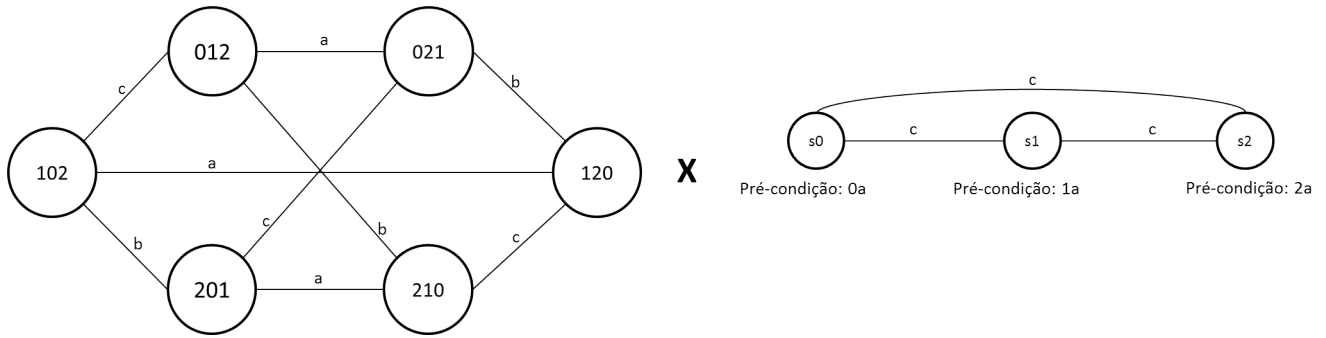 012
a
021
c
b
c
102
a
120
X
s0
c
s1
c
s2
Pré-condição: 0a
Pré-condição: 1a
Pré-condição: 2a
b
c
b
c
201
a
210